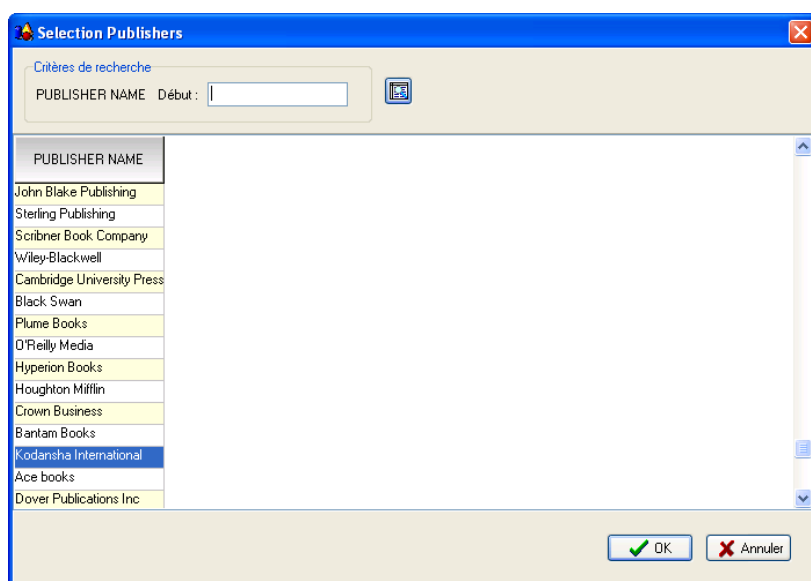 Selection Publishers
Critères de recherche
PUBLISHER NAME Début :
PUBLISHER NAME
John Blake Publishing
Sterling Publishing
Scribner Book Company
Wiley-Blackwell
Cambridge University Press
Black Swan
Plume Books
O'Reilly Media
Hyperion Books
Houghton Mifflin
Crown Business
Bantam Books
Kodansha International
Ace books
Dover Publications Inc
OK Annuler